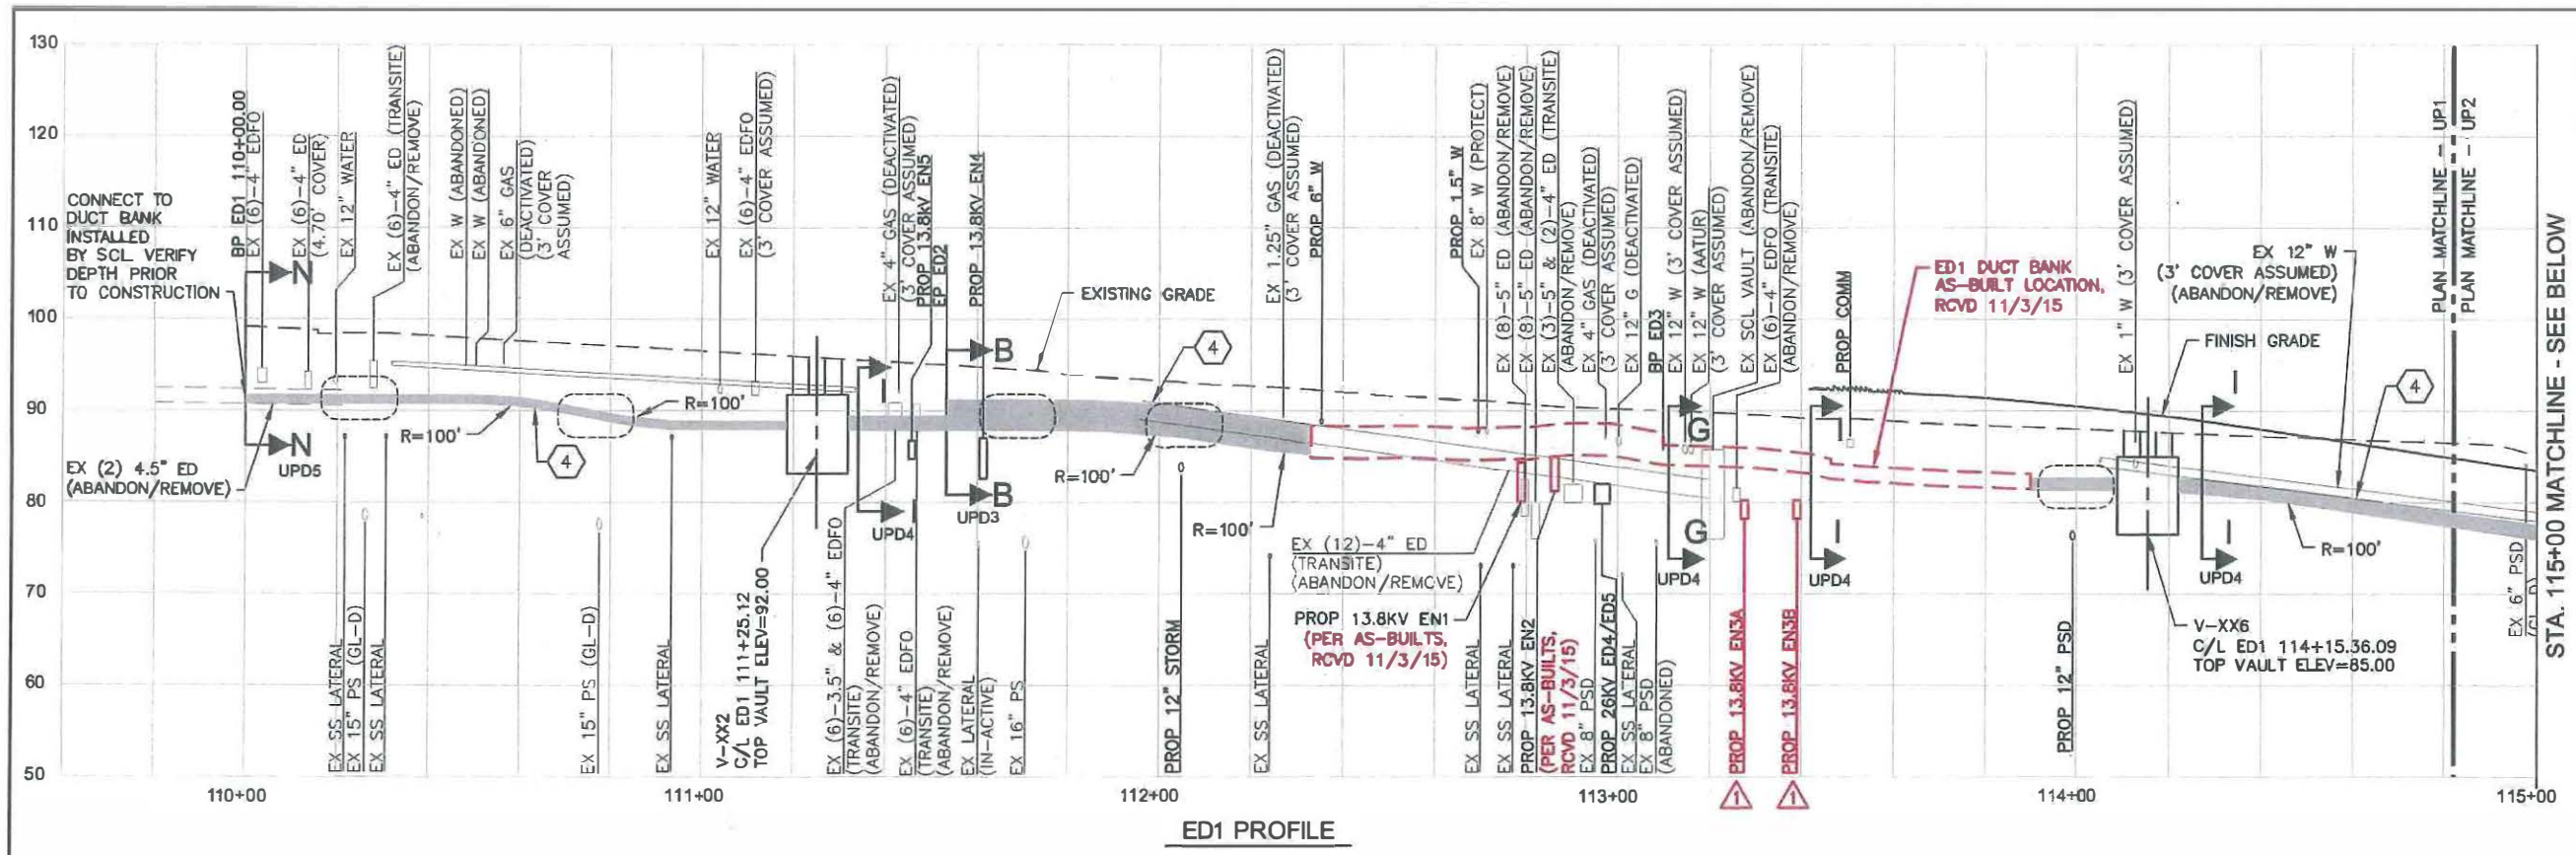 130
120
110
100
90
80
70
60
50
CONNECT TO
DUCT BANK
INSTALLED
BY SCL VERIFY
DEPTH PRIOR
TO CONSTRUCTION
BP ED1 110+00.00
EX (6)-4" EDFO
EX (6)-4" ED
(4.70' COVER)
EX 12" WATER
EX (6)-4" ED (TRANSITE)
(ABANDON/REMOVE)
EX W (ABANDONED)
EX W (ABANDONED)
EX 6" GAS
(DEACTIVATED)
(3' COVER
ASSUMED)
EX 12" WATER
EX (6)-4" EDFO
(3' COVER ASSUMED)
EX 4" GAS (DEACTIVATED)
(3' COVER ASSUMED)
PROP 13.8kV EN5
EP ED2
PROP 13.8KV EN4
EXISTING GRADE
4
EX 1.25" GAS (DEACTIVATED)
(3' COVER ASSUMED)
PROP 6" W
PROP 1.5" W
EX 8" W (PROTECT)
EX (8)-5" ED (ABANDON/REMOVE)
EX (8)-5" ED (ABANDON/REMOVE)
EX (3)-5" & (2)-4" ED (TRANSITE)
(ABANDON/REMOVE)
EX 4" GAS (DEACTIVATED)
(3' COVER ASSUMED)
EX 12" G (DEACTIVATED)
BP ED3
EX 12" W (3' COVER ASSUMED)
EX 12" W (AATUR)
(3' COVER ASSUMED)
EX SCL VAULT (ABANDON/REMOVE)
EX (6)-4" EDFO (TRANSITE)
(ABANDON/REMOVE)
PROP COMM
ED1 DUCT BANK
AS-BUILT LOCATION,
RCVD 11/3/15
EX 1" W (3' COVER ASSUMED)
EX 12" W
(3' COVER ASSUMED)
(ABANDON/REMOVE)
FINISH GRADE
4
PLAN MATCHLINE - UP1
PLAN MATCHLINE - UP2
STA. 115+00 MATCHLINE - SEE BELOW
N
N
UPD5
EX (2) 4.5" ED
(ABANDON/REMOVE)
R=100'
4
R=100'
I
I
UPD4
B
B
UPD3
R=100'
R=100'
G
G
UPD4
I
I
UPD4
I
I
UPD4
R=100'
EX SS LATERAL
EX 15" PS (GL-D)
EX SS LATERAL
EX 15" PS (GL-D)
EX SS LATERAL
V-XX2
C/L ED1 111+25.12
TOP VAULT ELEV=92.00
EX (6)-3.5" & (6)-4" EDFO
(TRANSITE)
(ABANDON/REMOVE)
EX (6)-4" EDFO
(TRANSITE)
(ABANDON/REMOVE)
EX LATERAL
(IN-ACTIVE)
EX 16" PS
PROP 12" STORM
EX SS LATERAL
EX (12)-4" ED
(TRANSITE)
(ABANDON/REMOVE)
PROP 13.8KV EN1
(PER AS-BUILTS,
RCVD 11/3/15)
EX SS LATERAL
EX SS LATERAL
PROP 13.8KV EN2
(PER AS-BUILTS,
RCVD 11/3/15)
EX 8" PSD
PROP 26KV ED4/ED5
EX SS LATERAL
EX 8" PSD
(ABANDONED)
PROP 13.8KV EN3A
PROP 13.8KV EN3B
1
1
PROP 12" PSD
V-XX6
C/L ED1 114+15.36.09
TOP VAULT ELEV=85.00
EX 6" PSD
110+00
111+00
112+00
113+00
114+00
115+00
ED1 PROFILE